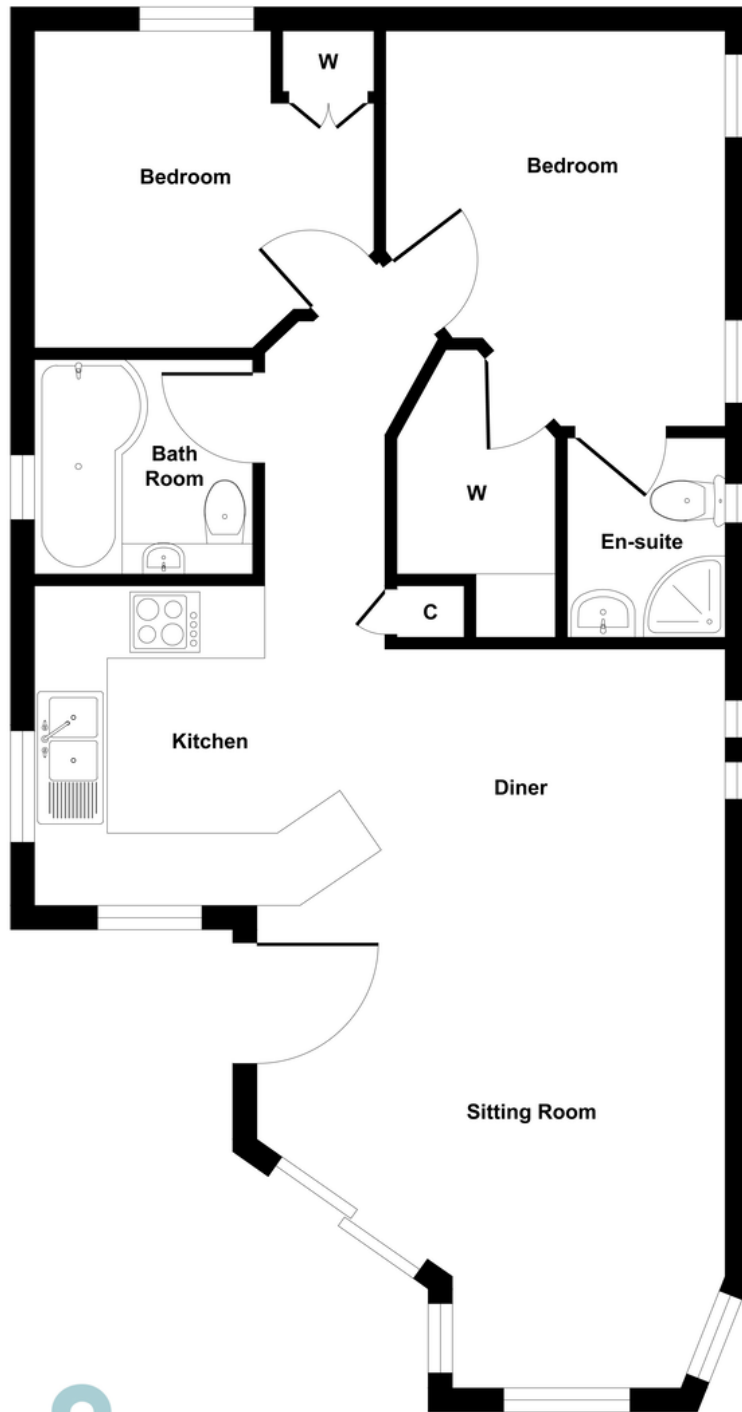 W
Bedroom
Bedroom
Bath
Room
W
En-suite
C
Kitchen
Diner
Sitting Room